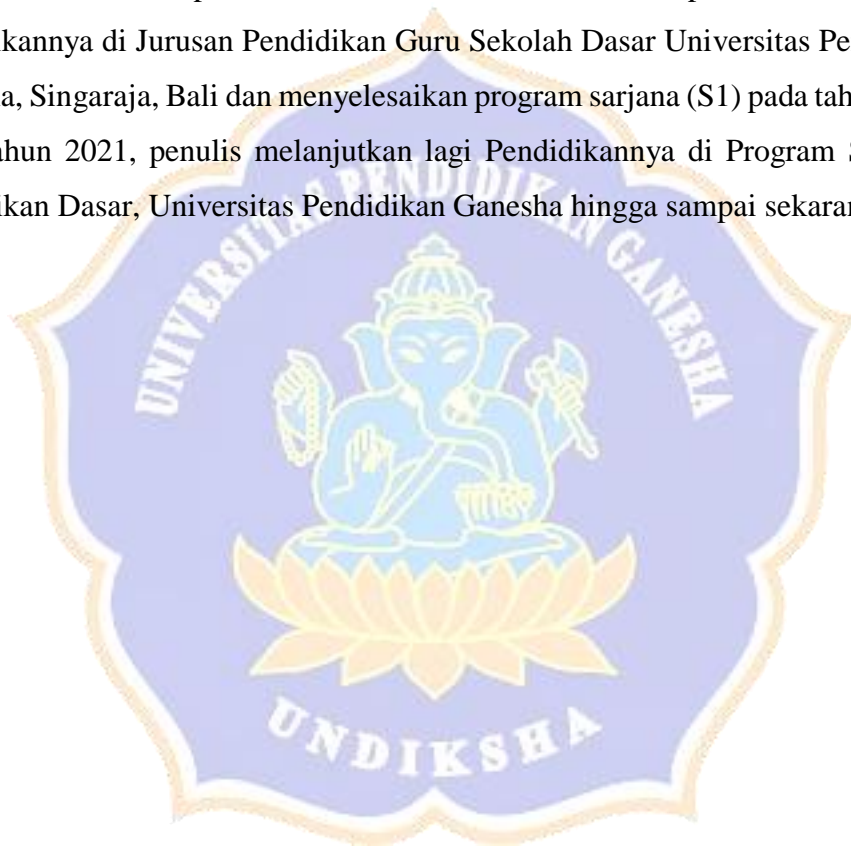 ikannya di Jurusan Pendidikan Guru Sekolah Dasar Universitas Pe
a, Singaraja, Bali dan menyelesaikan program sarjana (S1) pada tah
ahun 2021, penulis melanjutkan lagi Pendidikannya di Program S
ikan Dasar, Universitas Pendidikan Ganesha hingga sampai sekaran
UNIVERSITAS PENDIDIKAN GANESHA
UNDIKSHA